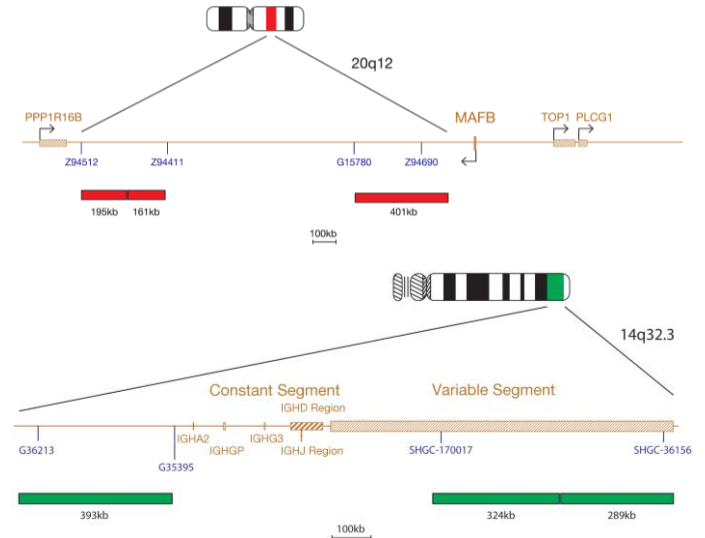 20q12
PPP1R16B
MAFB
TOP1 PLCG1
Z94512
Z94411
G15780
Z94690
195kb
161kb
401kb
100kb
14q32.3
Constant Segment
Variable Segment
IGHD Region
IGHA2
IGHGP
IGHG3
IGHJ Region
G36213
G35395
SHGC-170017
SHGC-36156
393kb
324kb
289kb
100kb